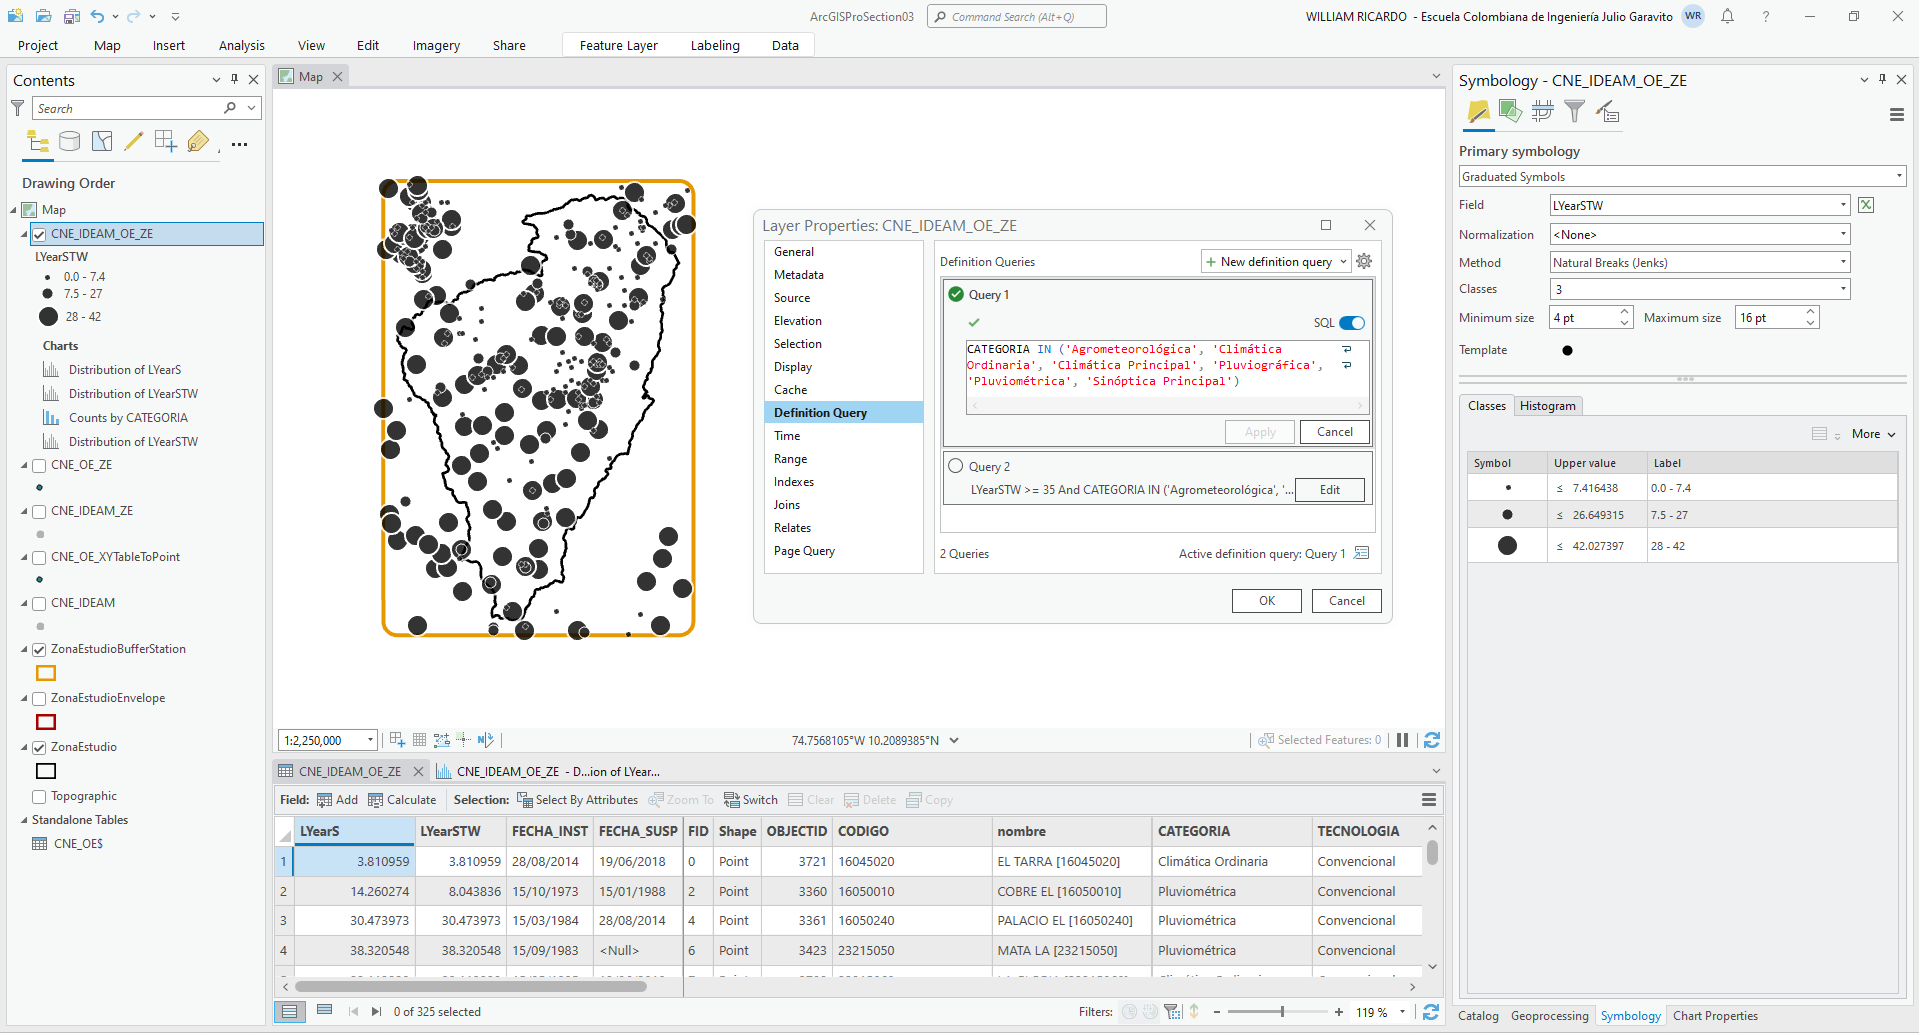 ArcGISProSection03
Command Search (Alt+Q)
WILLIAM RICARDO - Escuela Colombiana de Ingeniería Julio Garavito
WR
?
Project
Map
Insert
Analysis
View
Edit
Imagery
Share
Feature Layer
Labeling
Data
Contents
Search
Drawing Order
Map
CNE_IDEAM_OE_ZE
LYearSTW
0.0 - 7.4
7.5 - 27
28 - 42
Charts
Distribution of LYearS
Distribution of LYearSTW
Counts by CATEGORIA
Distribution of LYearSTW
CNE_OE_ZE
CNE_IDEAM_ZE
CNE_OE_XYTableToPoint
CNE_IDEAM
ZonaEstudioBufferStation
ZonaEstudioEnvelope
ZonaEstudio
Topographic
Standalone Tables
CNE_OE$
Map
Layer Properties: CNE_IDEAM_OE_ZE
General
Metadata
Source
Elevation
Selection
Display
Cache
Definition Query
Time
Range
Indexes
Joins
Relates
Page Query
Definition Queries
New definition query
Query 1
SQL
CATEGORIA IN ('Agrometeorológica', 'Climática
Ordinaria', 'Climática Principal', 'Pluviográfica',
'Pluviométrica', 'Sinóptica Principal')
Apply
Cancel
Query 2
LYearSTW >= 35 And CATEGORIA IN ('Agrometeorológica', '...
Edit
2 Queries
Active definition query: Query 1
OK
Cancel
1:2,250,000
74.7568105°W 10.2089385°N
Selected Features: 0
CNE_IDEAM_OE_ZE
CNE_IDEAM_OE_ZE - D...ion of LYear...
Field:
Add
Calculate
Selection:
Select By Attributes
Zoom To
Switch
Clear
Delete
Copy
LYearS LYearSTW FECHA_INST FECHA_SUSP FID Shape OBJECTID CODIGO nombre CATEGORIA TECNOLOGIA
1 3.810959 3.810959 28/08/2014 19/06/2018 0 Point 3721 16045020 EL TARRA [16045020] Climática Ordinaria Convencional
2 14.260274 8.043836 15/10/1973 15/01/1988 2 Point 3360 16050010 COBRE EL [16050010] Pluviométrica Convencional
3 30.473973 30.473973 15/03/1984 28/08/2014 4 Point 3361 16050240 PALACIO EL [16050240] Pluviométrica Convencional
4 38.320548 38.320548 15/09/1983 <Null> 6 Point 3423 23215050 MATA LA [23215050] Pluviométrica Convencional
0 of 325 selected
Filters:
119 %
Symbology - CNE_IDEAM_OE_ZE
Primary symbology
Graduated Symbols
Field LYearSTW
Normalization <None>
Method Natural Breaks (Jenks)
Classes 3
Minimum size 4 pt Maximum size 16 pt
Template
Classes
Histogram
More
Symbol Upper value Label
≤ 7.416438 0.0 - 7.4
≤ 26.649315 7.5 - 27
≤ 42.027397 28 - 42
Catalog
Geoprocessing
Symbology
Chart Properties